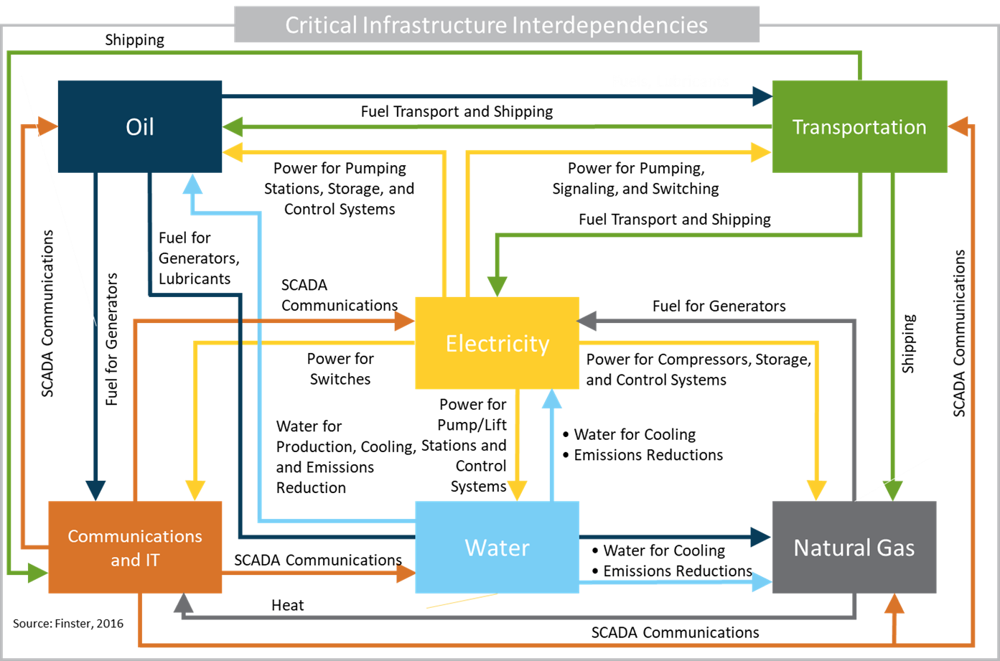 Critical Infrastructure Interdependencies
Shipping
Oil
Fuel Transport and Shipping
Transportation
Power for Pumping
Stations, Storage, and
Control Systems
Power for Pumping,
Signaling, and Switching
Fuel Transport and Shipping
SCADA Communications
Fuel for Generators
Fuel for
Generators,
Lubricants
SCADA
Communications
Electricity
Fuel for Generators
Shipping
SCADA Communications
Power for
Switches
Power for Compressors, Storage,
and Control Systems
Water for
Production, Cooling,
and Emissions
Reduction
Power for
Pump/Lift
Stations and
Control
Systems
• Water for Cooling
• Emissions Reductions
Communications
and IT
SCADA Communications
Water
• Water for Cooling
• Emissions Reductions
Natural Gas
Heat
Source: Finster, 2016
SCADA Communications